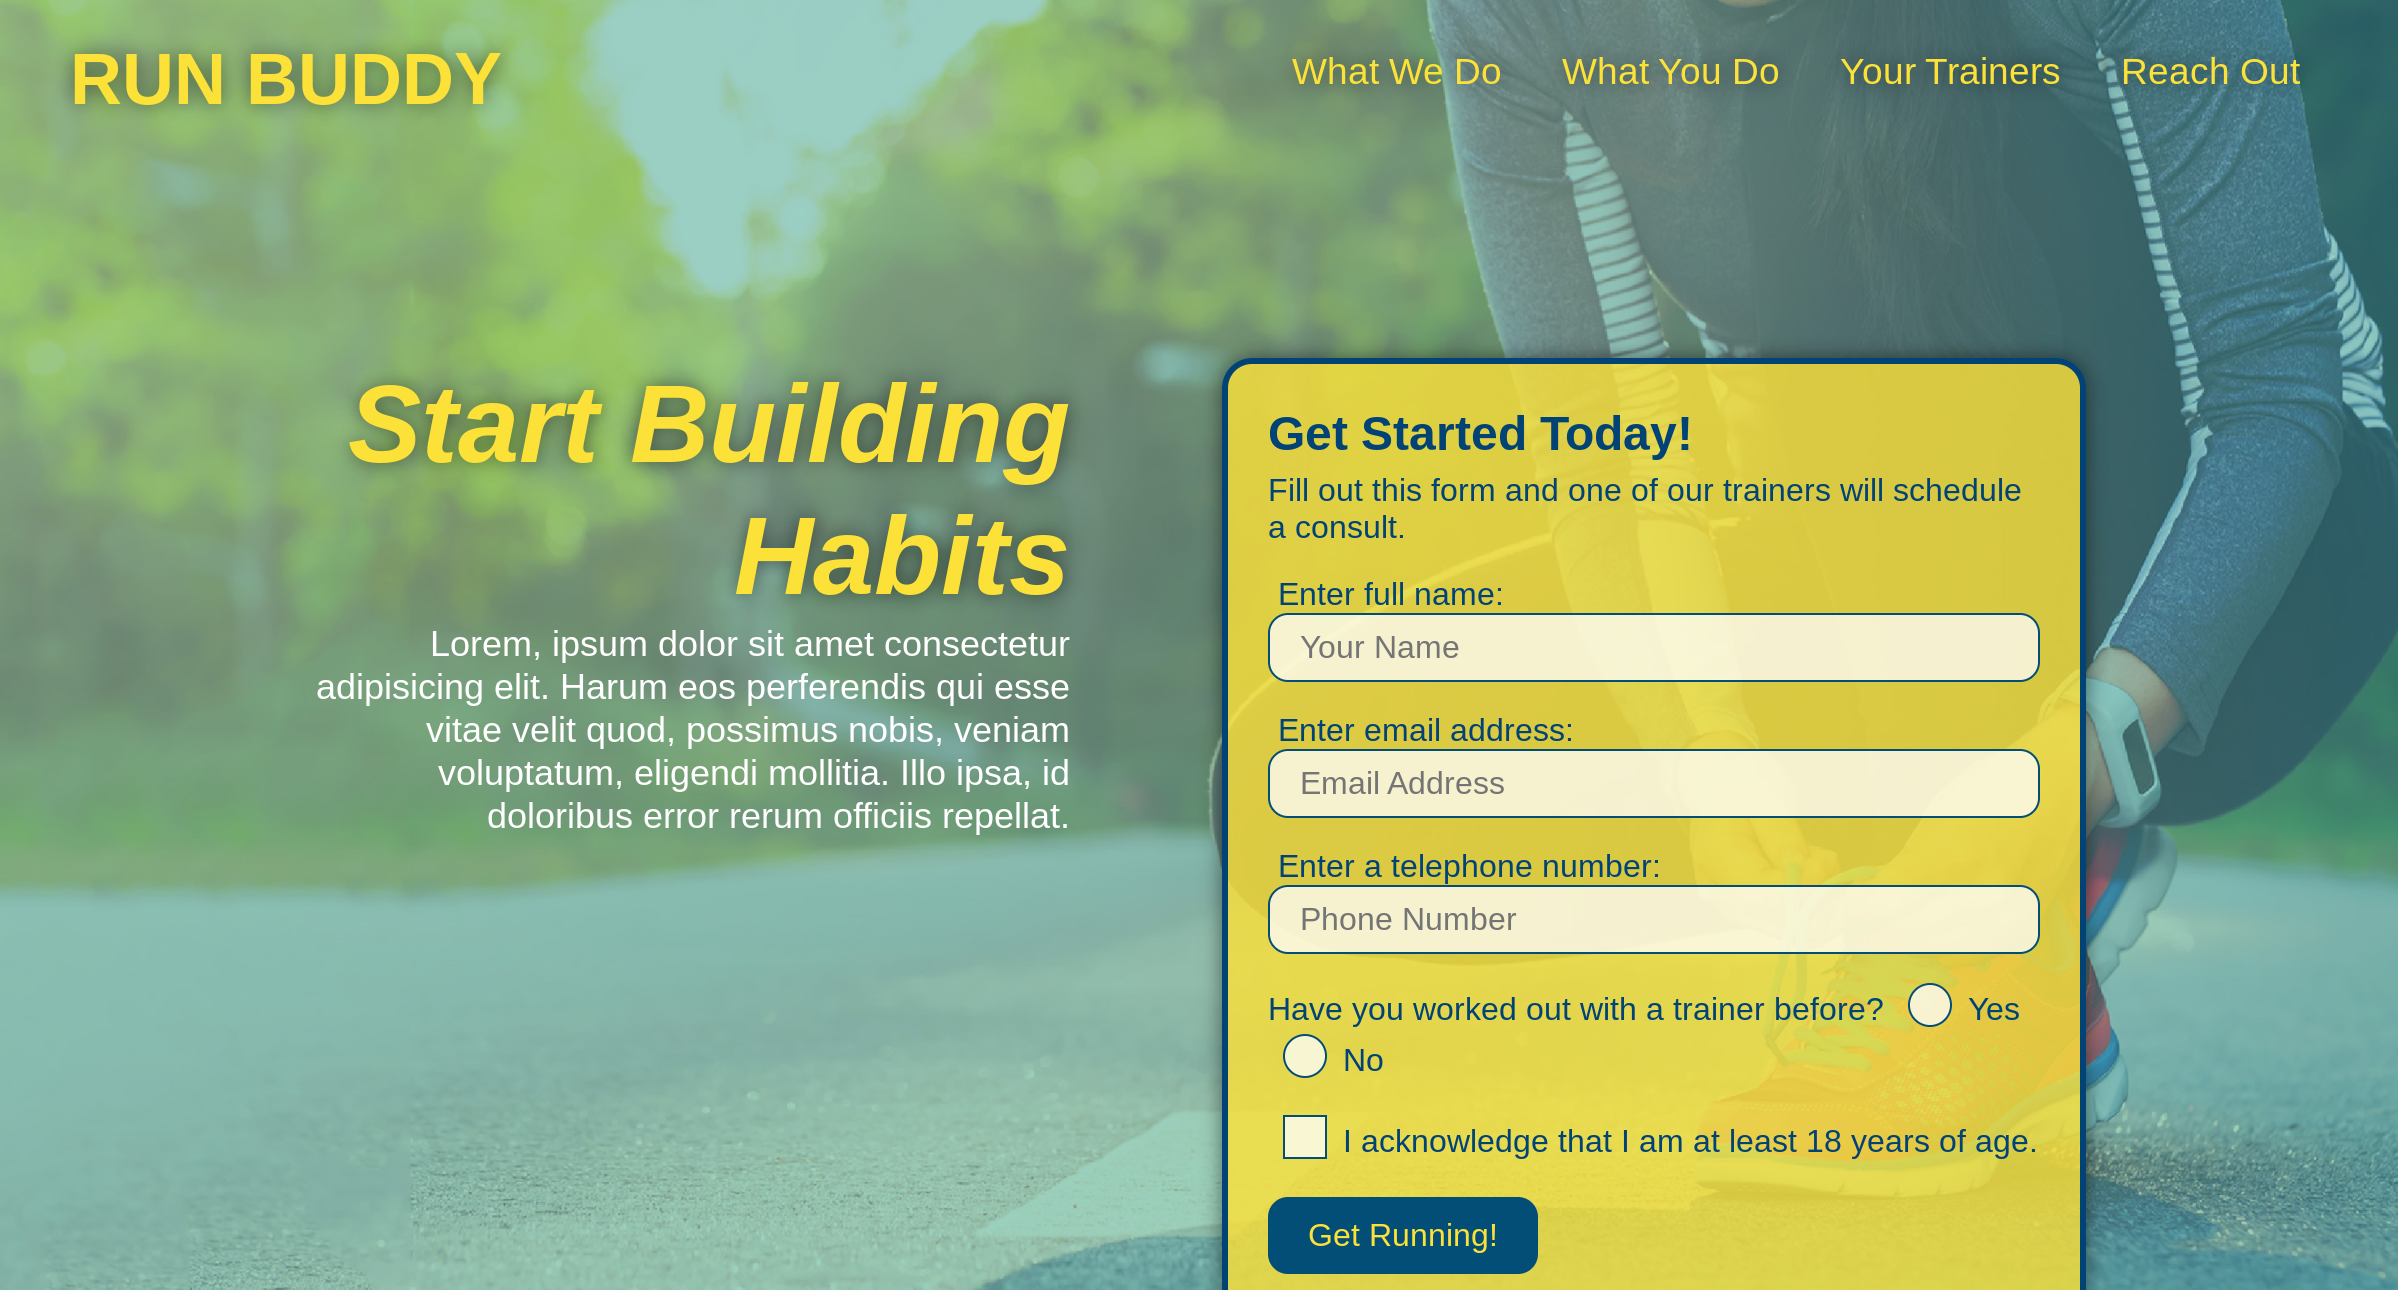 RUN BUDDY
What We Do
What You Do
Your Trainers
Reach Out
Start Building
Habits
Lorem, ipsum dolor sit amet consectetur
adipisicing elit. Harum eos perferendis qui esse
vitae velit quod, possimus nobis, veniam
voluptatum, eligendi mollitia. Illo ipsa, id
doloribus error rerum officiis repellat.
Get Started Today!
Fill out this form and one of our trainers will schedule
a consult.
Enter full name:
Your Name
Enter email address:
Email Address
Enter a telephone number:
Phone Number
Have you worked out with a trainer before? Yes
No
I acknowledge that I am at least 18 years of age.
Get Running!